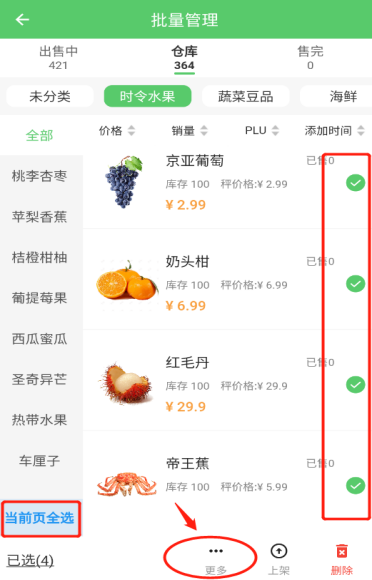 批量管理
出售中 仓库 售完
421 364 0
未分类 时令水果 蔬菜豆品 海鲜
全部 价格 销量 PLU 添加时间
桃李杏枣
苹梨香蕉
桔橙柑柚
葡提莓果
西瓜蜜瓜
圣奇异芒
热带水果
车厘子
当前页全选
京亚葡萄 已售0
库存 100 秤价格:¥ 2.99
¥ 2.99
奶头柑 已售0
库存 100 秤价格:¥ 6.99
¥ 6.99
红毛丹 已售0
库存 100 秤价格:¥ 29.9
¥ 29.9
帝王蕉 已售0
库存 100 秤价格:¥ 5.99
已选(4) 更多 上架 删除